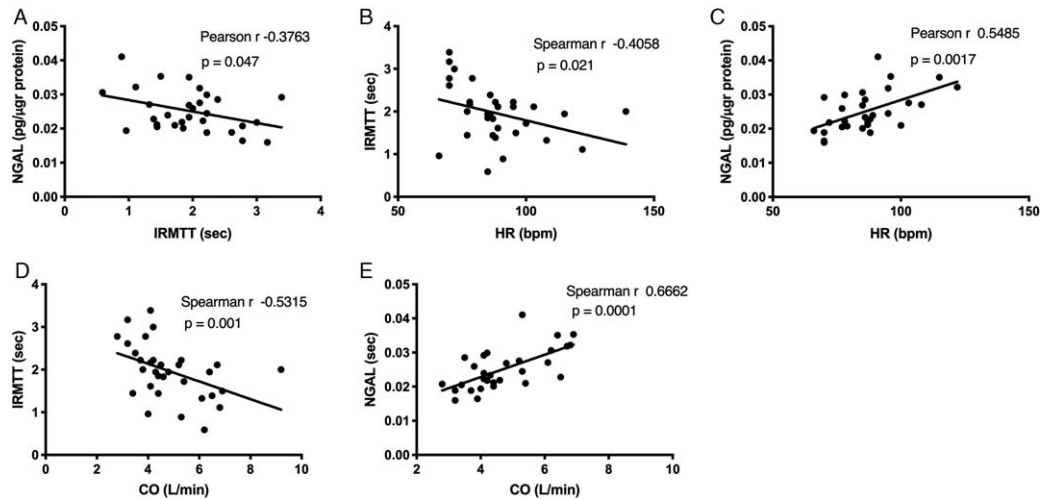 A
Pearson r -0.3763
p = 0.047
NGAL (pg/µgr protein)
0.05
0.04
0.03
0.02
0.01
0.00
0 1 2 3 4
IRMTT (sec)
B
Spearman r -0.4058
p = 0.021
IRMTT (sec)
4
3
2
1
0
50 100 150
HR (bpm)
C
Pearson r 0.5485
p = 0.0017
NGAL (pg/µgr protein)
0.05
0.04
0.03
0.02
0.01
0.00
50 100 150
HR (bpm)
D
Spearman r -0.5315
p = 0.001
IRMTT (sec)
4
3
2
1
0
2 4 6 8 10
CO (L/min)
E
Spearman r 0.6662
p = 0.0001
NGAL (sec)
0.05
0.04
0.03
0.02
0.01
0.00
2 4 6 8 10
CO (L/min)